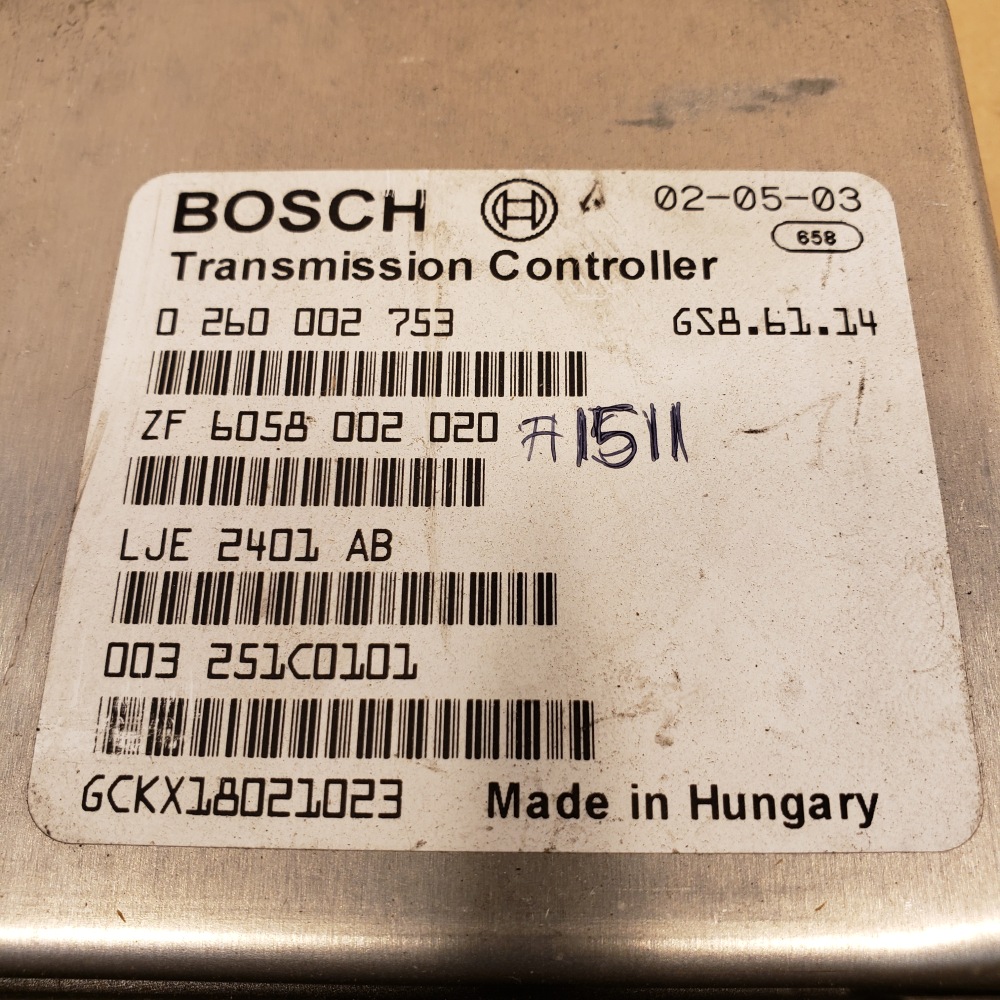 BOSCH 02-05-03
658
Transmission Controller
0 260 002 753 GS8.61.14
ZF 6058 002 020 #1511
LJE 2401 AB
003 251C0101
GCKX18021023 Made in Hungary